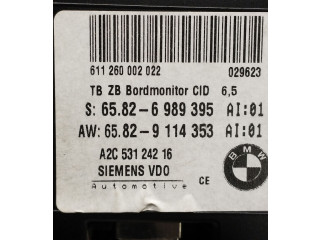 611 260 002 022 029623
TB ZB Bordmonitor CID 6,5
S: 65.82-6 989 395 AI:01
AW: 65.82-9 114 353 AI:01
A2C 531 242 16
SIEMENS VDO
Automotive CE
BMW